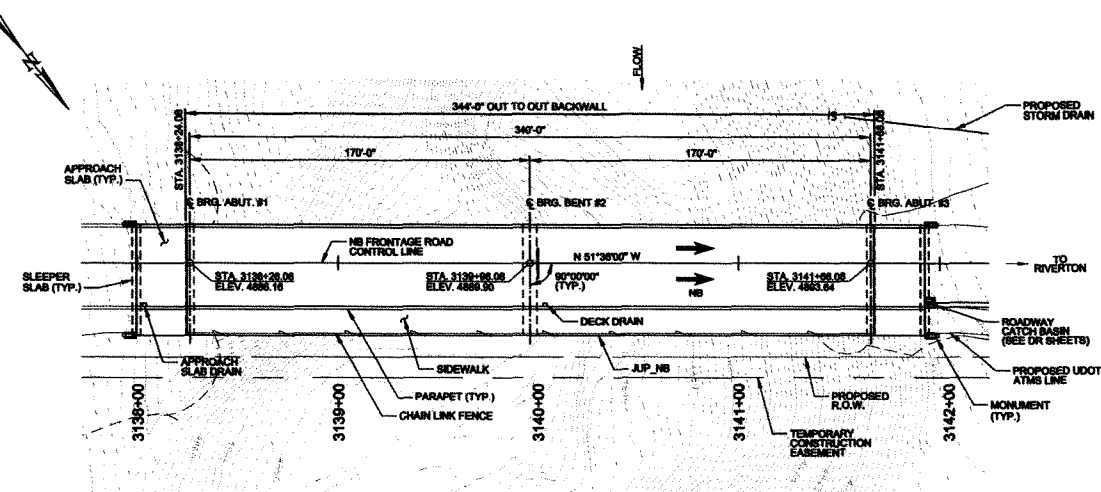 N
FLOW
344'-0" OUT TO OUT BACKWALL
340'-0"
170'-0"
170'-0"
PROPOSED
STORM DRAIN
STA. 3138+24.08
STA. 3141+68.08
APPROACH
SLAB (TYP.)
℄ BRG. ABUT. #1
℄ BRG. BENT #2
℄ BRG. ABUT. #3
NB FRONTAGE ROAD
CONTROL LINE
N 51°36'00" W
90°00'00"
(TYP.)
NB
TO
RIVERTON
SLEEPER
SLAB (TYP.)
STA. 3138+26.08
ELEV. 4886.16
STA. 3139+96.08
ELEV. 4889.90
STA. 3141+66.08
ELEV. 4893.64
DECK DRAIN
ROADWAY
CATCH BASIN
(SEE DR SHEETS)
APPROACH
SLAB DRAIN
SIDEWALK
JUP_NB
PROPOSED UDOT
ATMS LINE
PARAPET (TYP.)
CHAIN LINK FENCE
PROPOSED
R.O.W.
MONUMENT
(TYP.)
TEMPORARY
CONSTRUCTION
EASEMENT
3138+00
3139+00
3140+00
3141+00
3142+00